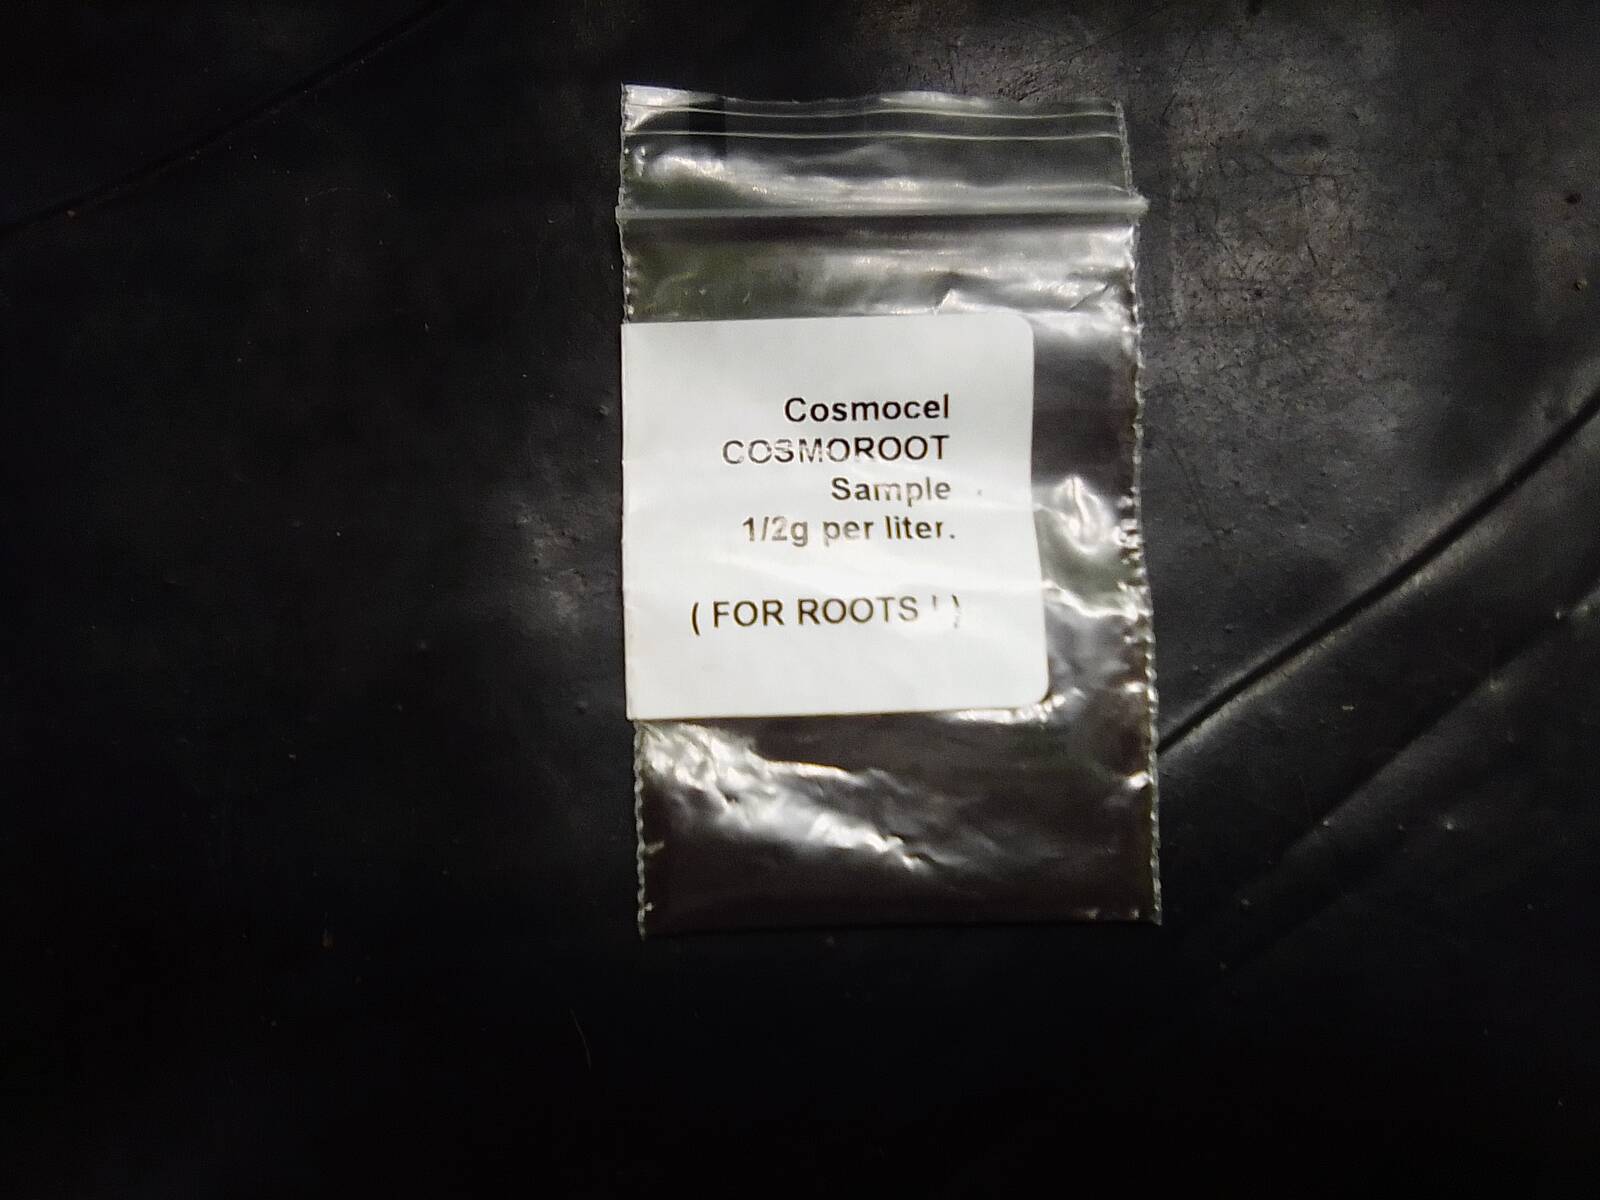 Cosmocel
COSMOROOT
Sample
1/2g per liter.
( FOR ROOTS ! )